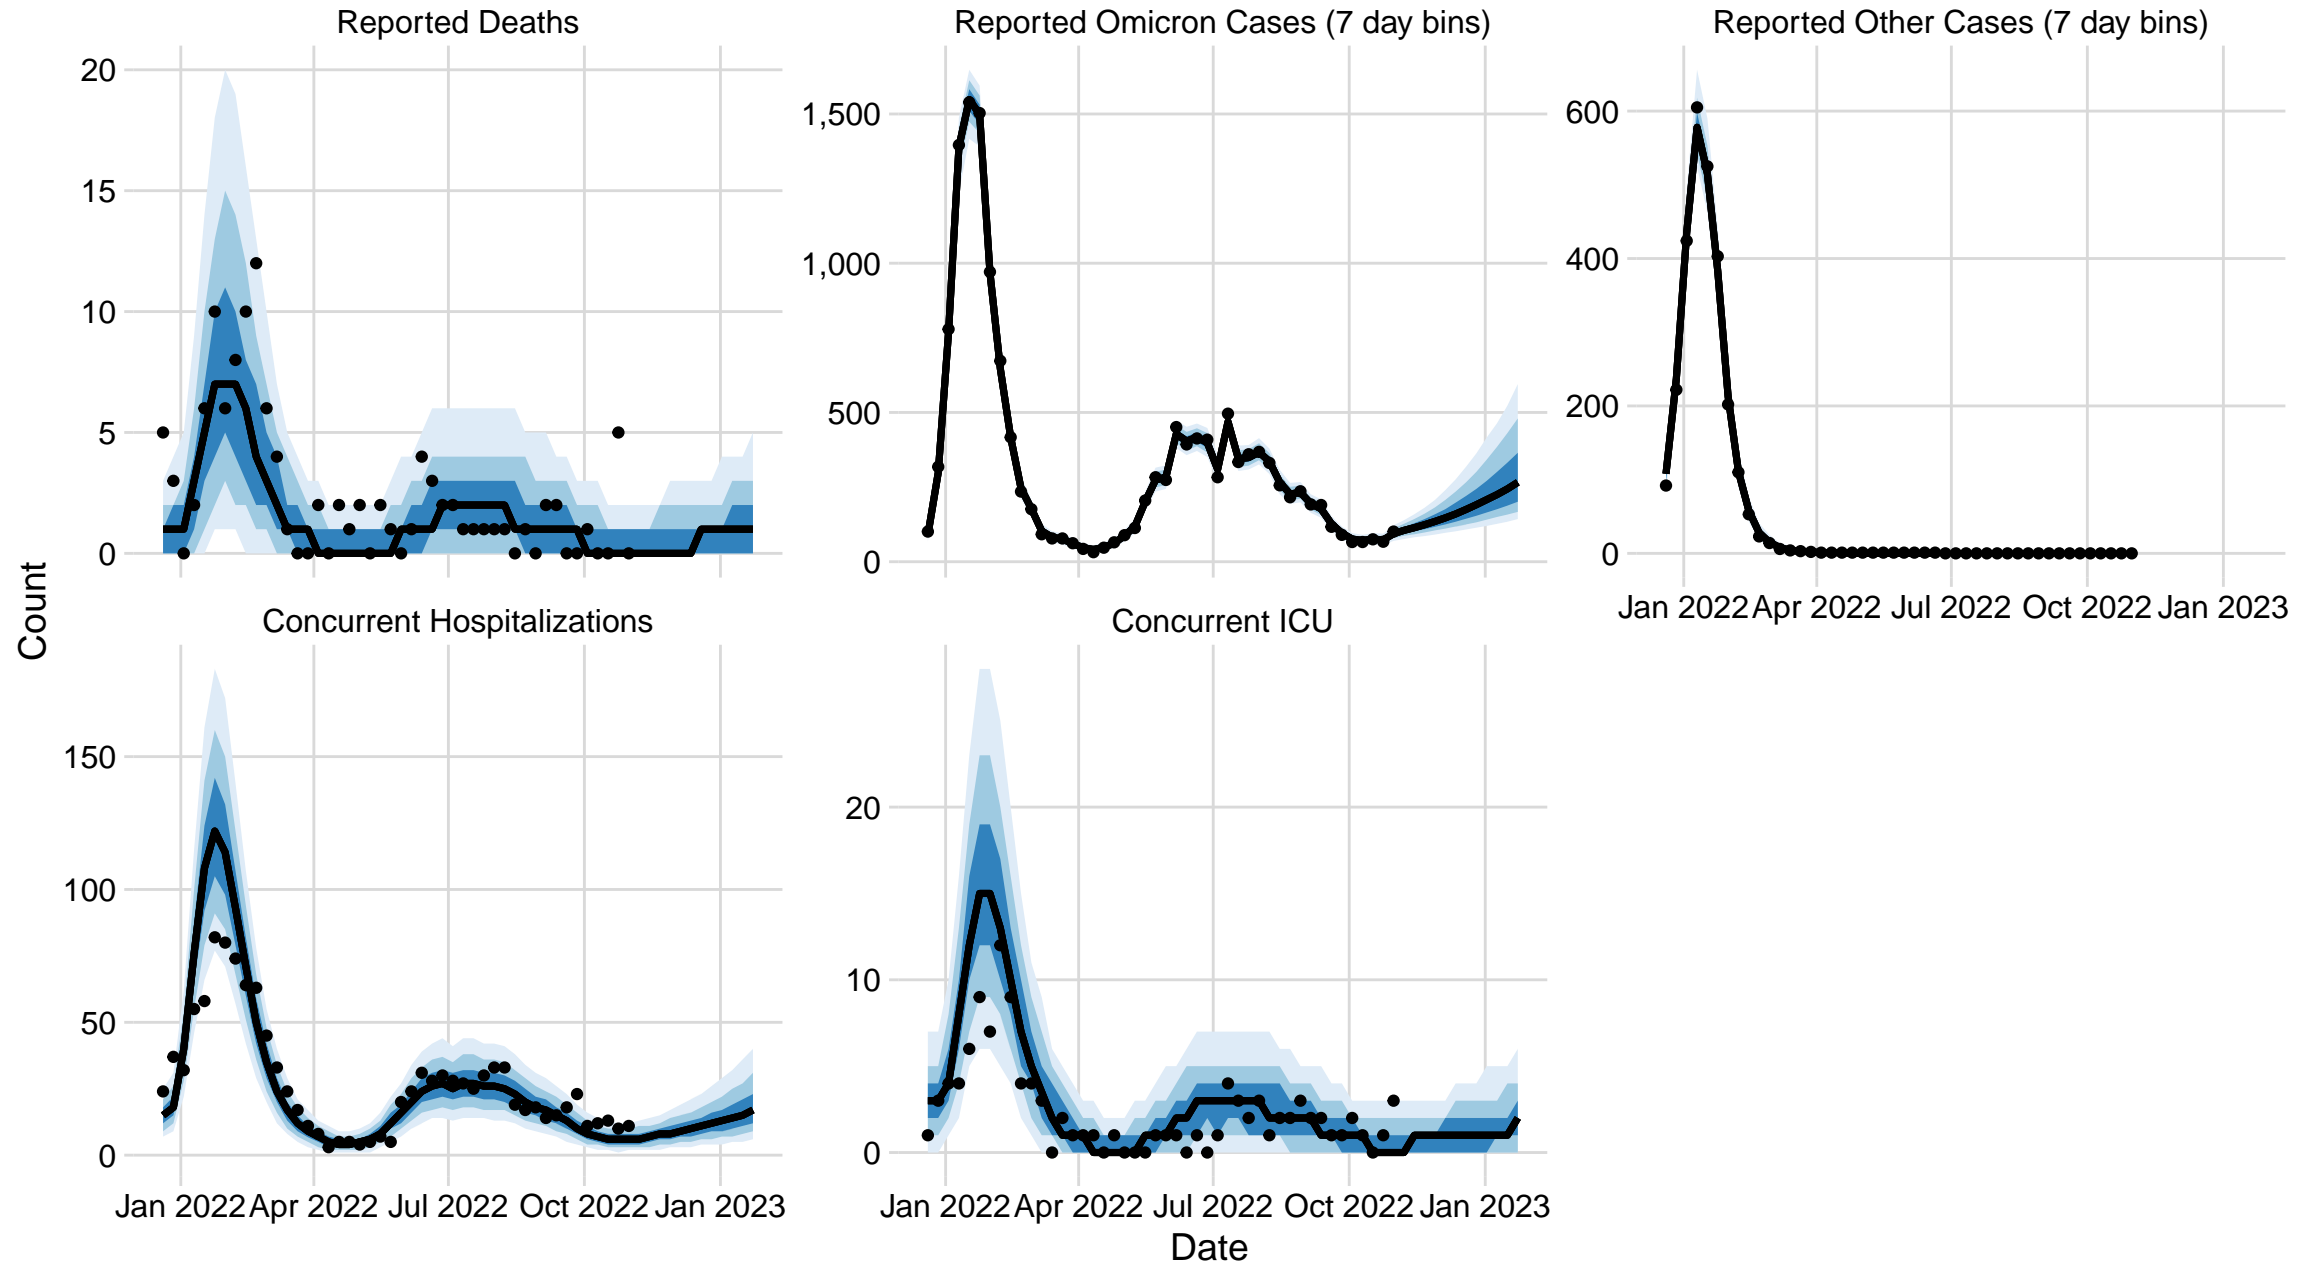 Reported Deaths
Reported Omicron Cases (7 day bins)
Reported Other Cases (7 day bins)
20
15
10
5
0
1,500
1,000
500
0
600
400
200
0
Jan 2022 Apr 2022 Jul 2022 Oct 2022 Jan 2023
Count
Concurrent Hospitalizations
Concurrent ICU
150
100
50
0
20
10
0
Jan 2022 Apr 2022 Jul 2022 Oct 2022 Jan 2023
Jan 2022 Apr 2022 Jul 2022 Oct 2022 Jan 2023
Date